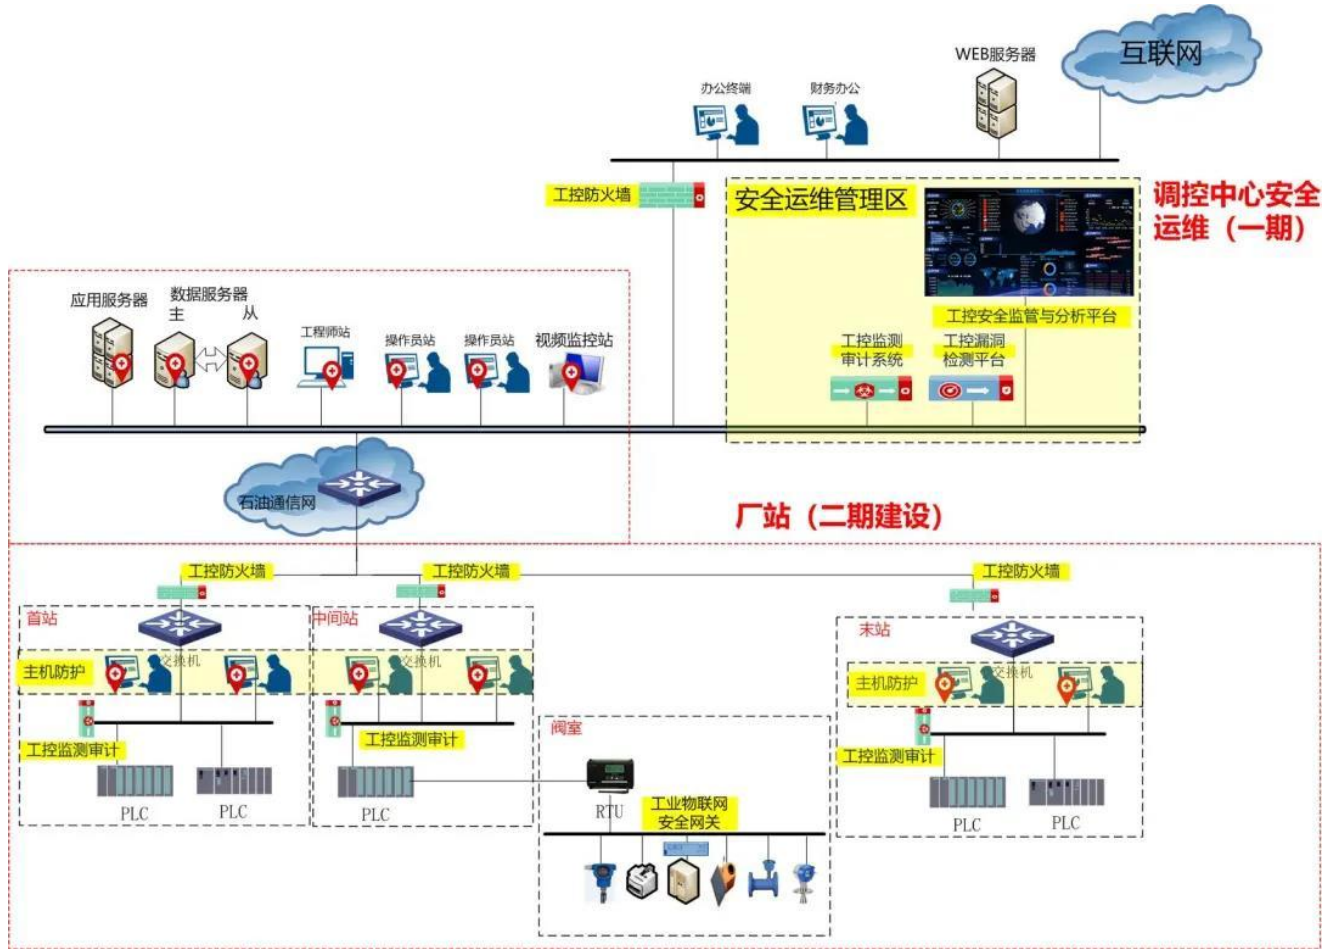 互联网
WEB服务器
办公终端
财务办公
工控防火墙
安全运维管理区
调控中心安全
运维（一期）
工控安全监管与分析平台
工控监测
审计系统
工控漏洞
检测平台
应用服务器
数据服务器
主
从
工程师站
操作员站
操作员站
视频监控站
石油通信网
厂站（二期建设）
工控防火墙
工控防火墙
工控防火墙
首站
中间站
末站
交换机
交换机
交换机
主机防护
主机防护
工控监测审计
工控监测审计
工控监测审计
阀室
PLC
PLC
PLC
RTU
工业物联网
安全网关
PLC
PLC